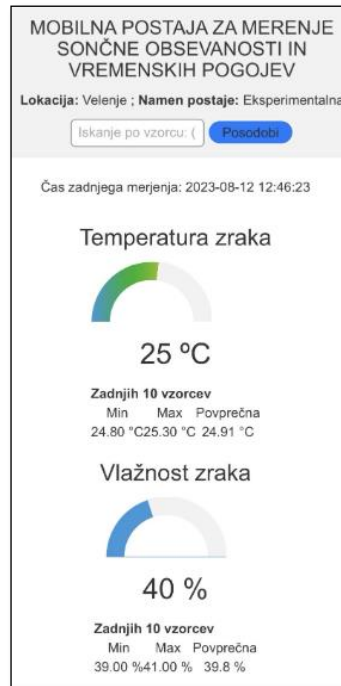 MOBILNA POSTAJA ZA MERENJE
SONČNE OBSEVANOSTI IN
VREMENSKIH POGOJEV
Lokacija: Velenje ; Namen postaje: Eksperimentalna
Iskanje po vzorcu: ( Posodobi
Čas zadnjega merjenja: 2023-08-12 12:46:23
Temperatura zraka
25 ºC
Zadnjih 10 vzorcev
Min Max Povprečna
24.80 °C25.30 °C 24.91 °C
Vlažnost zraka
40 %
Zadnjih 10 vzorcev
Min Max Povprečna
39.00 %41.00 % 39.8 %